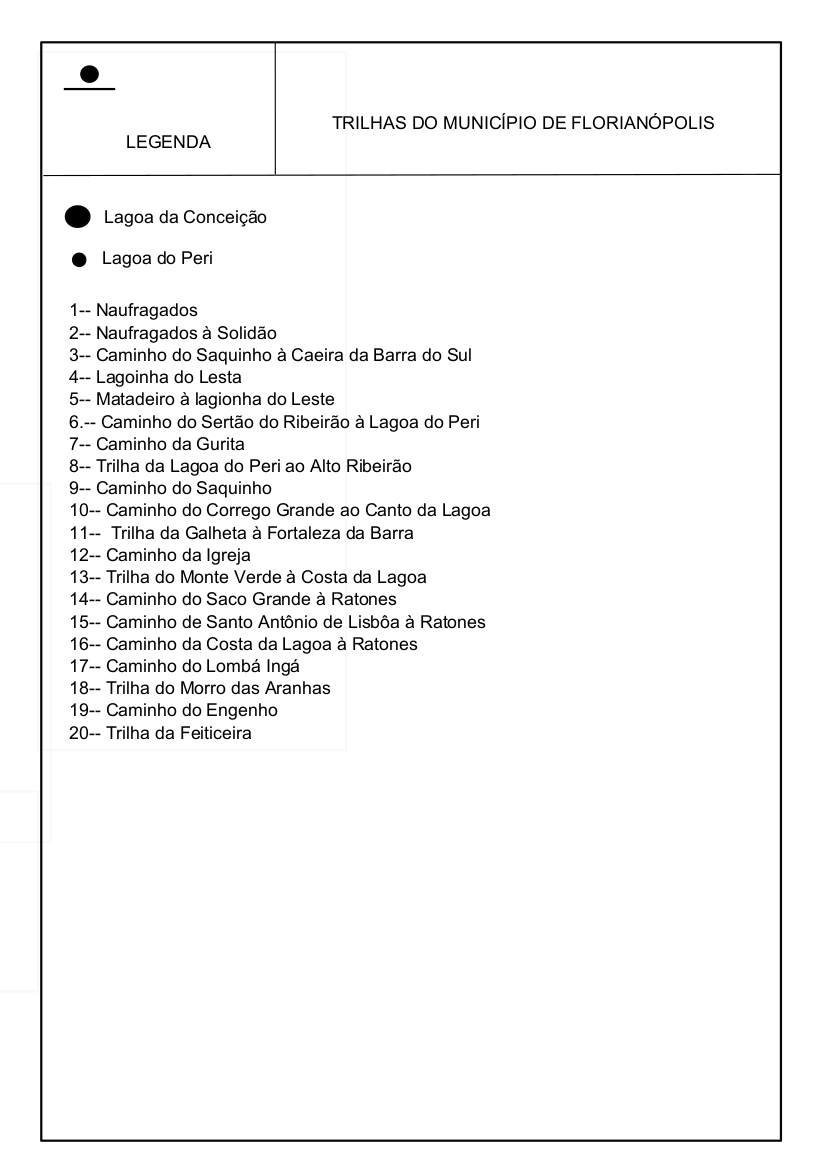 LEGENDA
TRILHAS DO MUNICÍPIO DE FLORIANÓPOLIS
Lagoa da Conceição
Lagoa do Peri
1-- Naufragados
2-- Naufragados à Solidão
3-- Caminho do Saquinho à Caeira da Barra do Sul
4-- Lagoinha do Lesta
5-- Matadeiro à lagionha do Leste
6.-- Caminho do Sertão do Ribeirão à Lagoa do Peri
7-- Caminho da Gurita
8-- Trilha da Lagoa do Peri ao Alto Ribeirão
9-- Caminho do Saquinho
10-- Caminho do Corrego Grande ao Canto da Lagoa
11-- Trilha da Galheta à Fortaleza da Barra
12-- Caminho da Igreja
13-- Trilha do Monte Verde à Costa da Lagoa
14-- Caminho do Saco Grande à Ratones
15-- Caminho de Santo Antônio de Lisbôa à Ratones
16-- Caminho da Costa da Lagoa à Ratones
17-- Caminho do Lombá Ingá
18-- Trilha do Morro das Aranhas
19-- Caminho do Engenho
20-- Trilha da Feiticeira